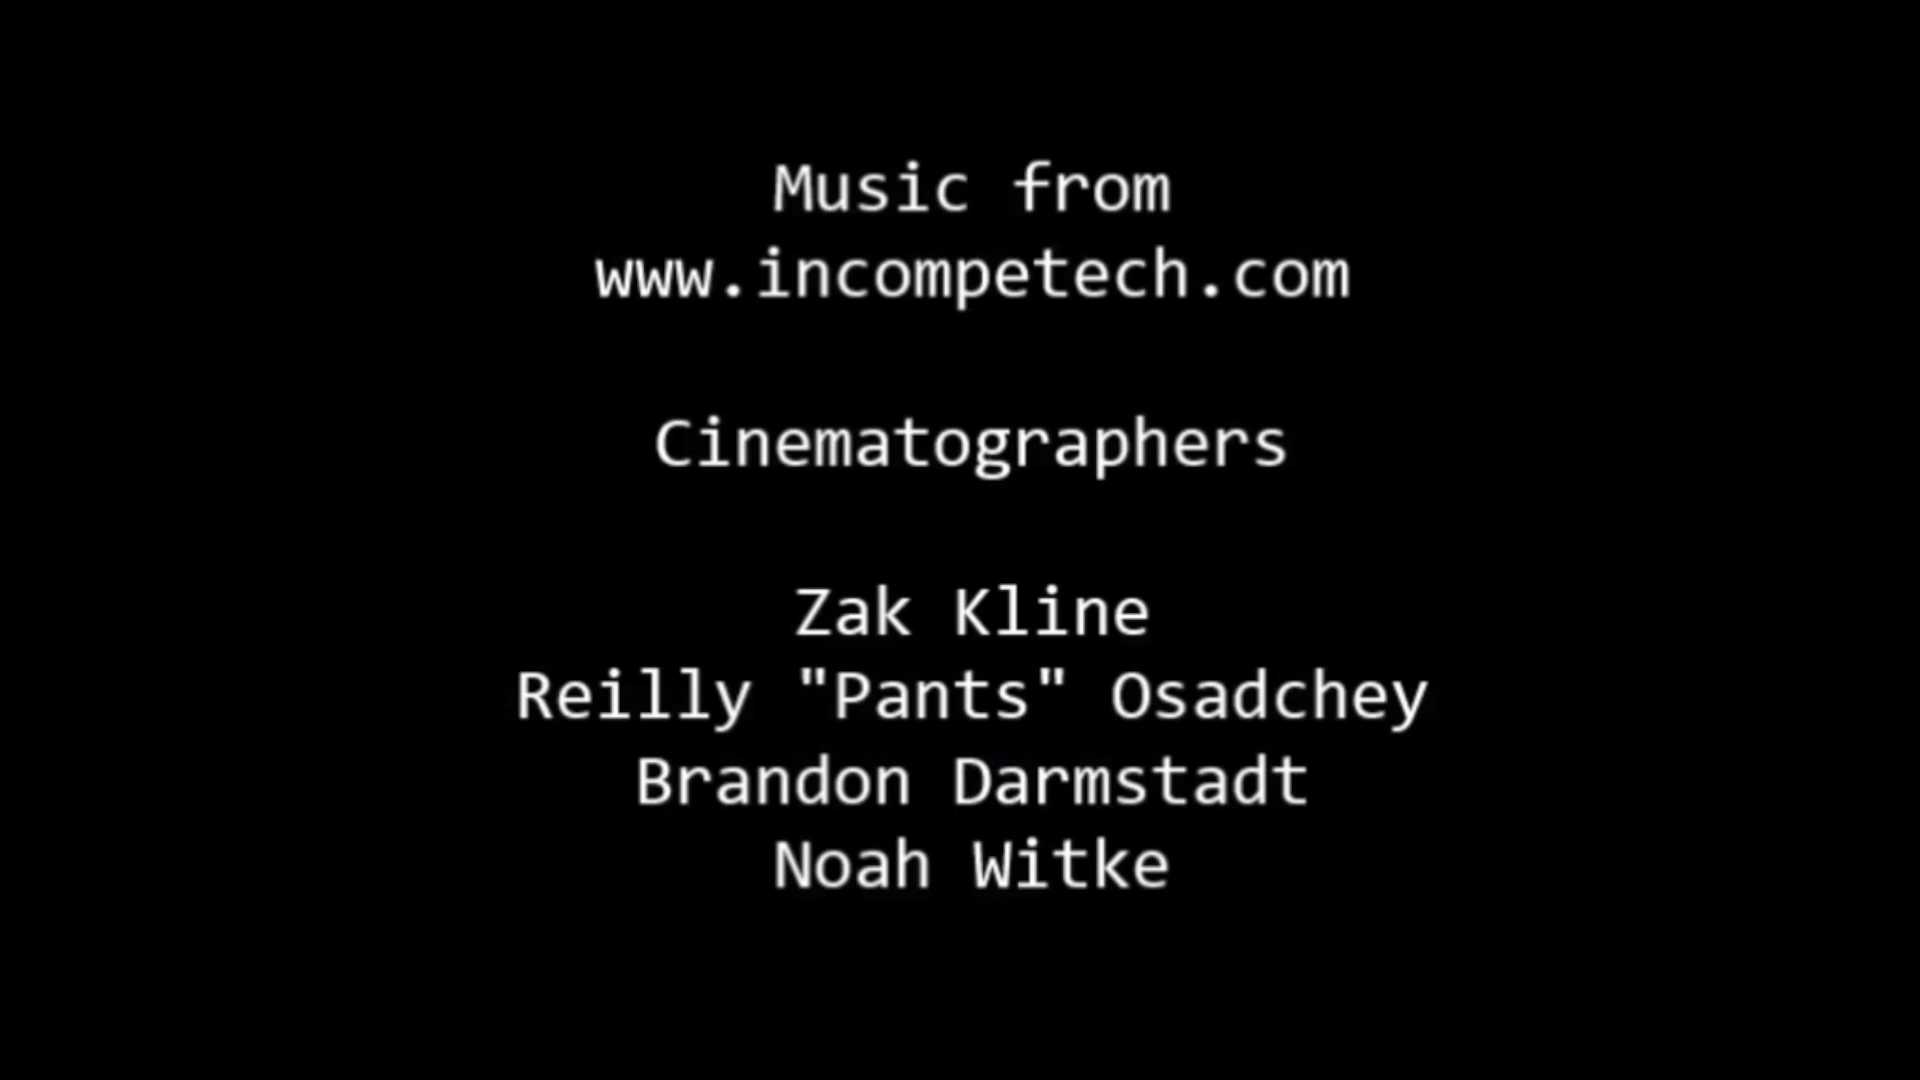 Music from
www.incompetech.com
Cinematographers
Zak Kline
Reilly "Pants" Osadchey
Brandon Darmstadt
Noah Witke